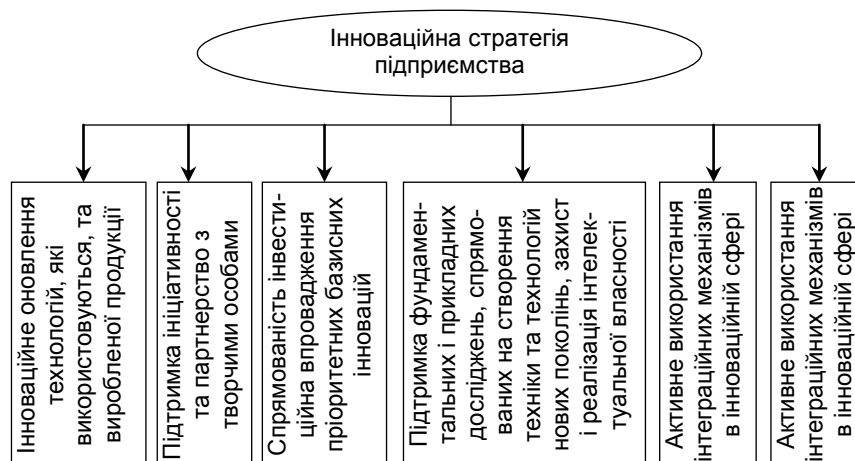 Інноваційна стратегія
підприємства
Інноваційне оновлення
технологій, які
використовуються, та
виробленої продукції
Підтримка ініціативності
та партнерство з
творчими особами
Спрямованість інвести-
ційна впровадження
пріоритетних базисних
інновацій
Підтримка фундамен-
тальних і прикладних
досліджень, спрямо-
ваних на створення
техніки та технологій
нових поколінь, захист
і реалізація інтелек-
туальної власності
Активне використання
інтеграційних механізмів
в інноваційній сфері
Активне використання
інтеграційних механізмів
в інноваційній сфері